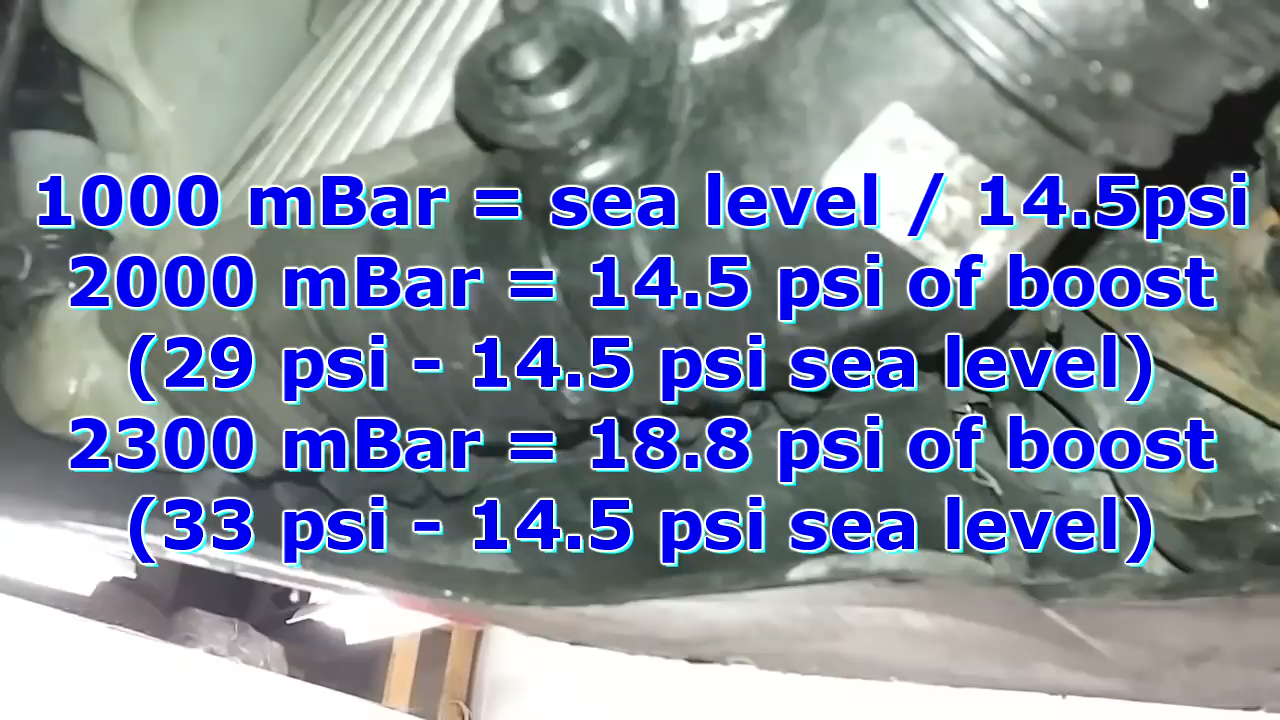 1000 mBar = sea level / 14.5psi
2000 mBar = 14.5 psi of boost
(29 psi - 14.5 psi sea level)
2300 mBar = 18.8 psi of boost
(33 psi - 14.5 psi sea level)